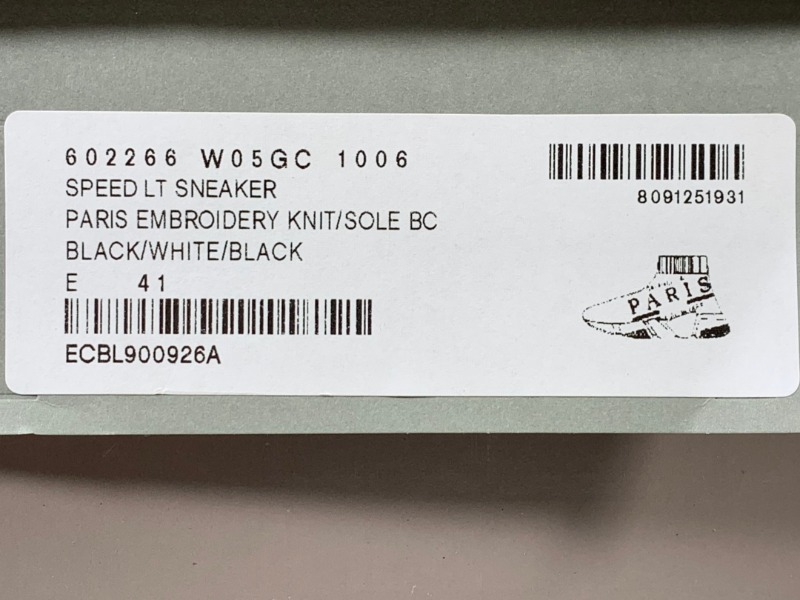 602266 W05GC 1006
SPEED LT SNEAKER
PARIS EMBROIDERY KNIT/SOLE BC
BLACK/WHITE/BLACK
E 41
ECBL900926A
8091251931
PARIS